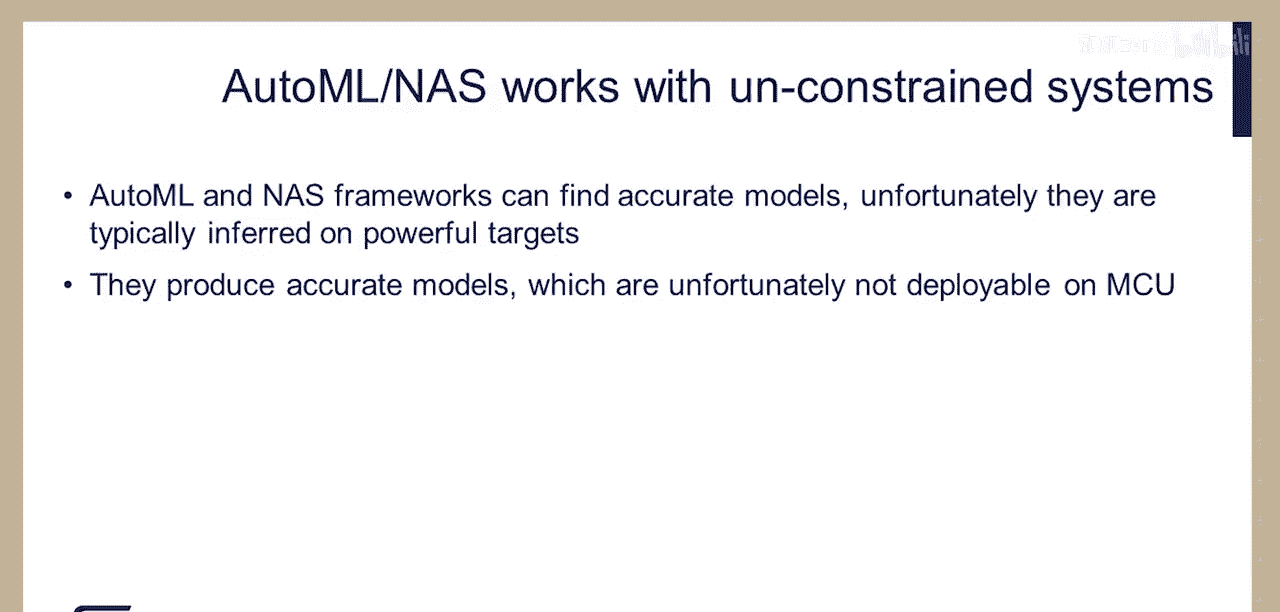 AutoML/NAS works with un-constrained systems
• AutoML and NAS frameworks can find accurate models, unfortunately they are
typically inferred on powerful targets
• They produce accurate models, which are unfortunately not deployable on MCU